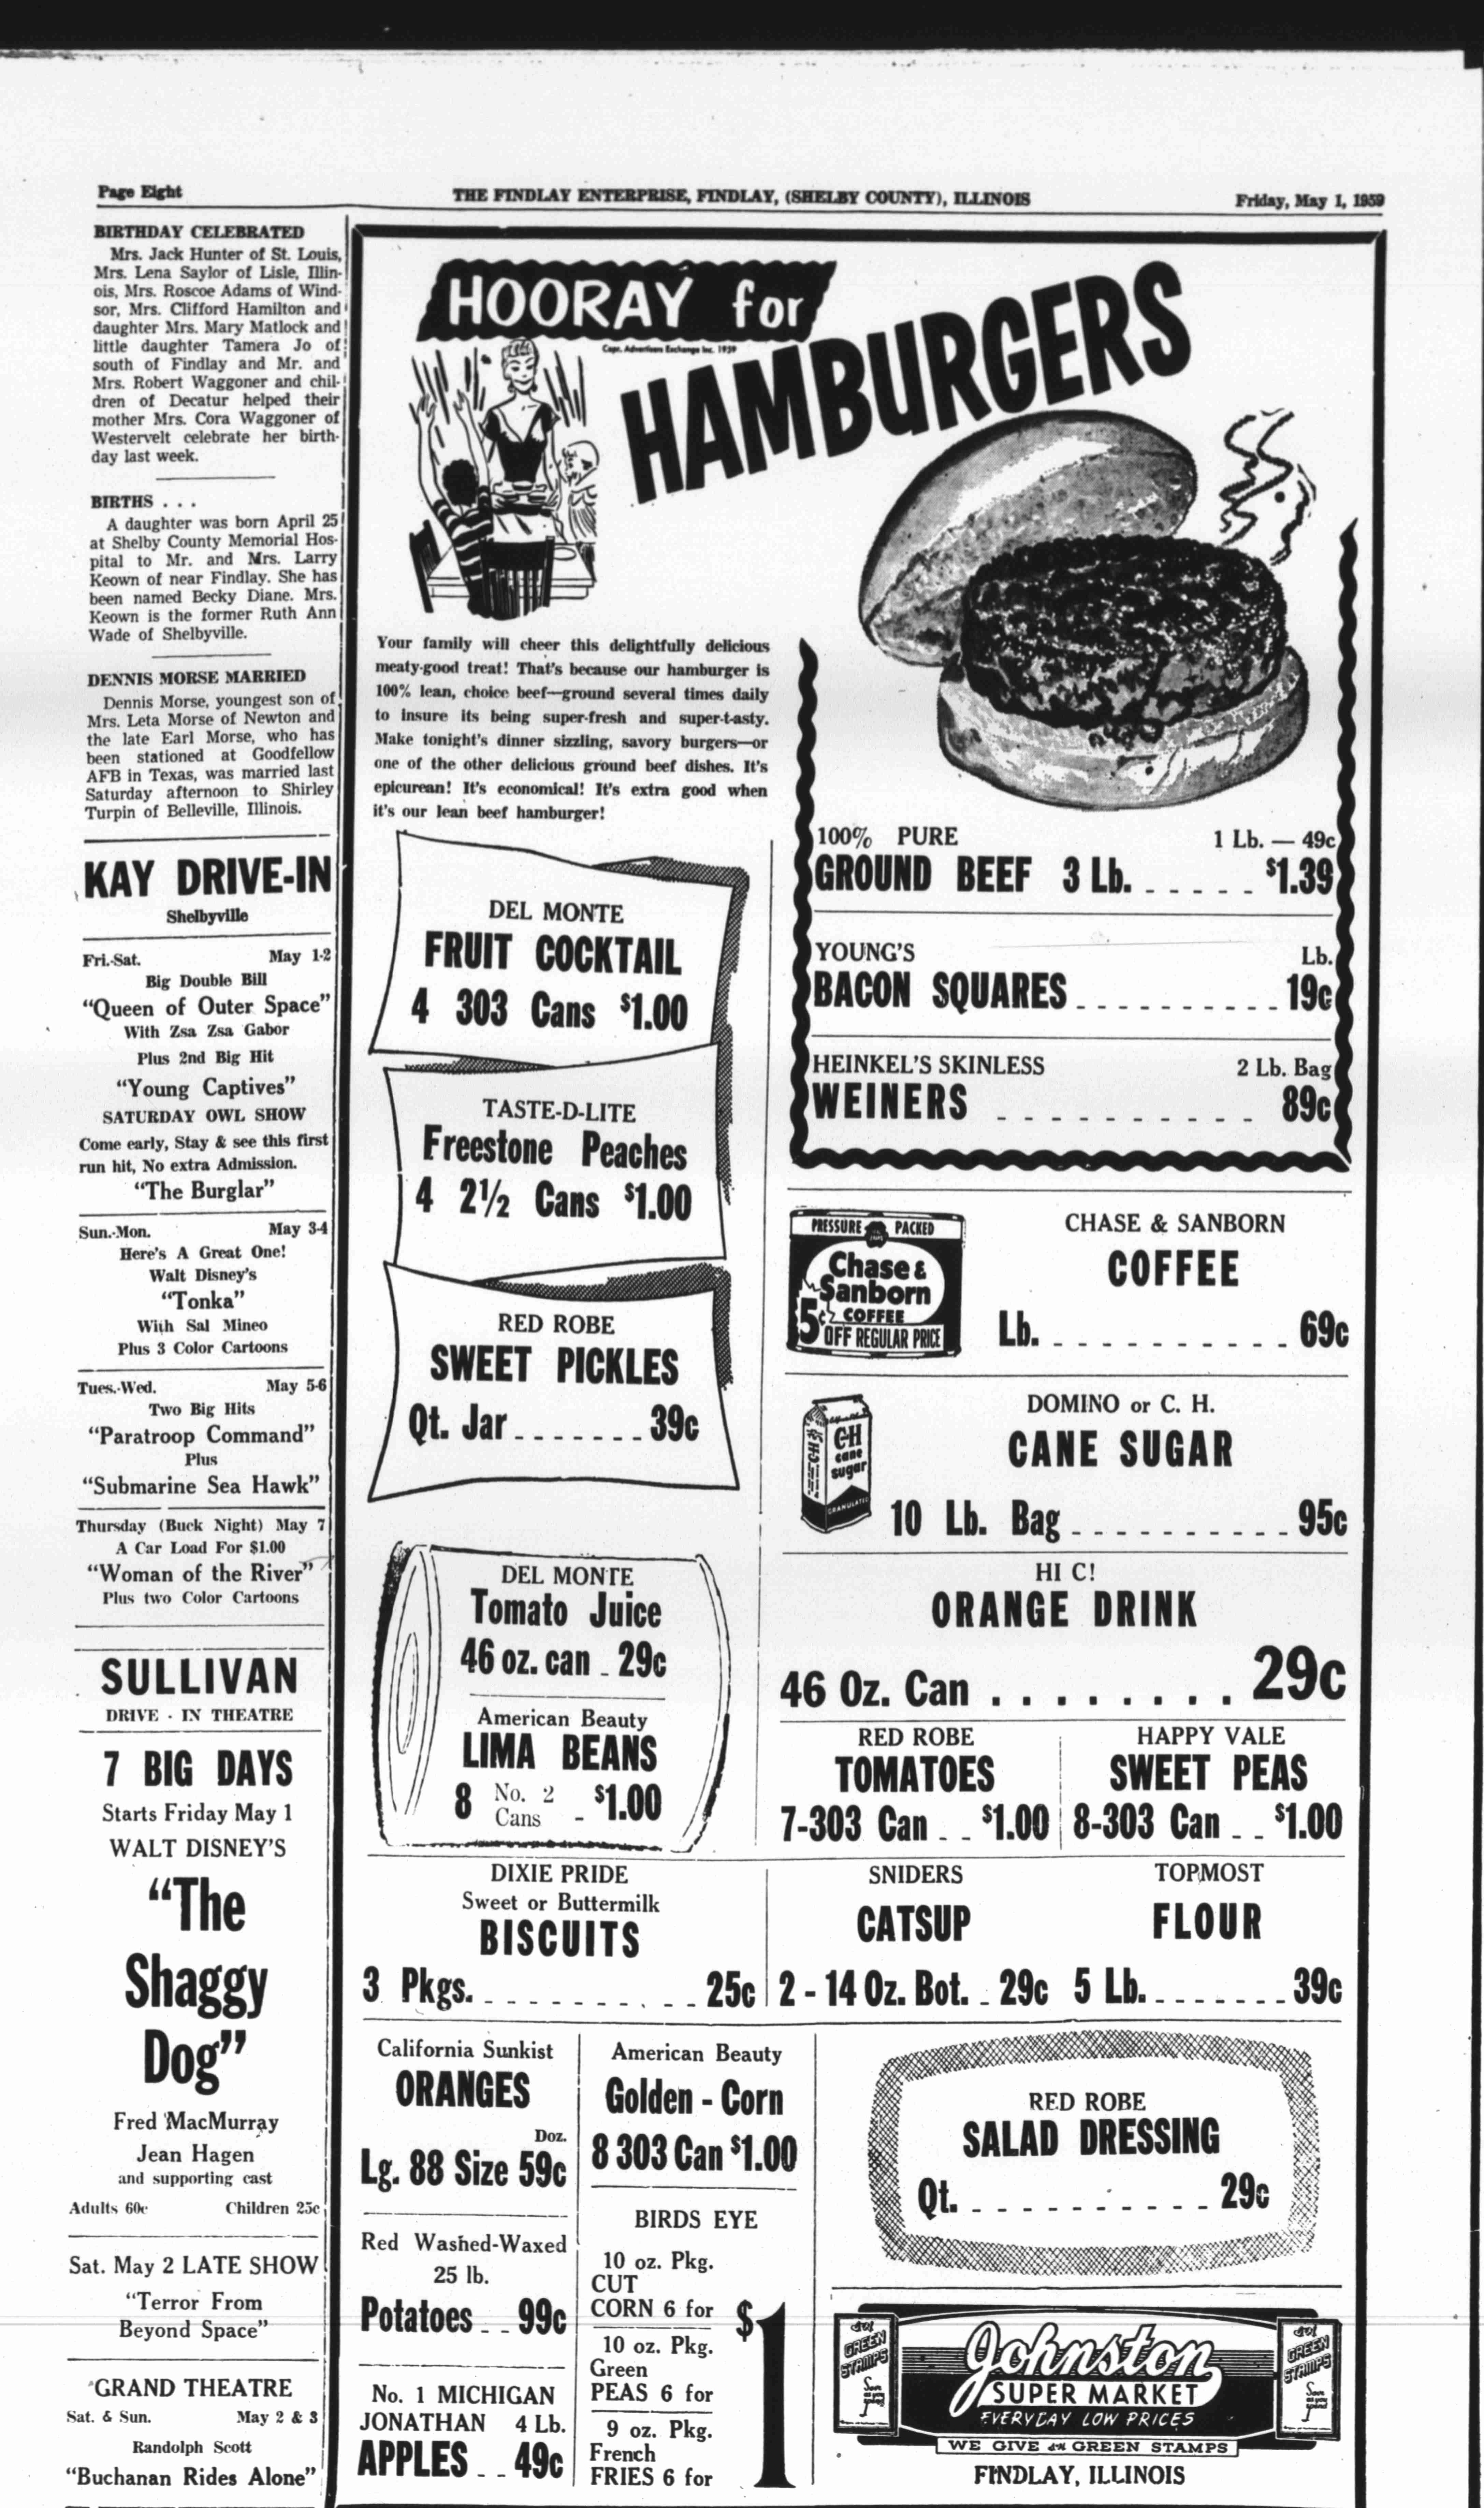 Page Eight
THE FINDLAY ENTERPRISE, FINDLAY, (SHELBY COUNTY), ILLINOIS
Friday, May 1, 1959
BIRTHDAY CELEBRATED
Mrs. Jack Hunter of St. Louis,
Mrs. Lena Saylor of Lisle, Illin-
ois, Mrs. Roscoe Adams of Wind-
sor, Mrs. Clifford Hamilton and
daughter Mrs. Mary Matlock and
little daughter Tamera Jo of
south of Findlay and Mr. and
Mrs. Robert Waggoner and chil-
dren of Decatur helped their
mother Mrs. Cora Waggoner of
Westervelt celebrate her birth-
day last week.
BIRTHS . . .
A daughter was born April 25
at Shelby County Memorial Hos-
pital to Mr. and Mrs. Larry
Keown of near Findlay. She has
been named Becky Diane. Mrs.
Keown is the former Ruth Ann
Wade of Shelbyville.
DENNIS MORSE MARRIED
Dennis Morse, youngest son of
Mrs. Leta Morse of Newton and
the late Earl Morse, who has
been stationed at Goodfellow
AFB in Texas, was married last
Saturday afternoon to Shirley
Turpin of Belleville, Illinois.
KAY DRIVE-IN
Shelbyville
Fri.-Sat. May 1-2
Big Double Bill
"Queen of Outer Space"
With Zsa Zsa Gabor
Plus 2nd Big Hit
"Young Captives"
SATURDAY OWL SHOW
Come early, Stay & see this first
run hit, No extra Admission.
"The Burglar"
Sun.-Mon. May 3-4
Here's A Great One!
Walt Disney's
"Tonka"
With Sal Mineo
Plus 3 Color Cartoons
Tues.-Wed. May 5-6
Two Big Hits
"Paratroop Command"
Plus
"Submarine Sea Hawk"
Thursday (Buck Night) May 7
A Car Load For $1.00
"Woman of the River"
Plus two Color Cartoons
SULLIVAN
DRIVE - IN THEATRE
7 BIG DAYS
Starts Friday May 1
WALT DISNEY'S
"The
Shaggy
Dog"
Fred MacMurray
Jean Hagen
and supporting cast
Adults 60c Children 25c
Sat. May 2 LATE SHOW
"Terror From
Beyond Space"
GRAND THEATRE
Sat. & Sun. May 2 & 3
Randolph Scott
"Buchanan Rides Alone"
HOORAY for
HAMBURGERS
Copr. Advertisers Exchange Inc. 1959
Your family will cheer this delightfully delicious
meaty-good treat! That's because our hamburger is
100% lean, choice beef—ground several times daily
to insure its being super-fresh and super-t-asty.
Make tonight's dinner sizzling, savory burgers—or
one of the other delicious ground beef dishes. It's
epicurean! It's economical! It's extra good when
it's our lean beef hamburger!
100% PURE 1 Lb. — 49c
GROUND BEEF 3 Lb. - - - - - $1.39
YOUNG'S Lb.
BACON SQUARES - - - - - - - - - - 19c
HEINKEL'S SKINLESS 2 Lb. Bag
WEINERS - - - - - - - - - - 89c
DEL MONTE
FRUIT COCKTAIL
4 303 Cans $1.00
TASTE-D-LITE
Freestone Peaches
4 2½ Cans $1.00
RED ROBE
SWEET PICKLES
Qt. Jar - - - - - - - 39c
PRESSURE PACKED
Chase &
Sanborn
COFFEE
5c OFF REGULAR PRICE
CHASE & SANBORN
COFFEE
Lb. - - - - - - - - - - - 69c
C-H
cane
sugar
GRANULATED
DOMINO or C. H.
CANE SUGAR
10 Lb. Bag - - - - - - - - - - 95c
HI C!
ORANGE DRINK
46 Oz. Can . . . . . . . . . 29c
DEL MONTE
Tomato Juice
46 oz. can - 29c
American Beauty
LIMA BEANS
8 No. 2 Cans - $1.00
RED ROBE
TOMATOES
7-303 Can - - $1.00
HAPPY VALE
SWEET PEAS
8-303 Can - - $1.00
DIXIE PRIDE
Sweet or Buttermilk
BISCUITS
3 Pkgs. - - - - - - - - - - 25c
SNIDERS
CATSUP
2 - 14 Oz. Bot. - 29c
TOPMOST
FLOUR
5 Lb. - - - - - - - 39c
California Sunkist
ORANGES
Doz.
Lg. 88 Size 59c
Red Washed-Waxed
25 lb.
Potatoes - - 99c
No. 1 MICHIGAN
JONATHAN 4 Lb.
APPLES - - 49c
American Beauty
Golden - Corn
8 303 Can $1.00
BIRDS EYE
10 oz. Pkg.
CUT
CORN 6 for
10 oz. Pkg.
Green
PEAS 6 for
9 oz. Pkg.
French
FRIES 6 for
$1
RED ROBE
SALAD DRESSING
Qt. - - - - - - - - - - - 29c
GREEN
STAMPS
Johnston
SUPER MARKET
EVERYDAY LOW PRICES
GREEN
STAMPS
WE GIVE S&H GREEN STAMPS
FINDLAY, ILLINOIS